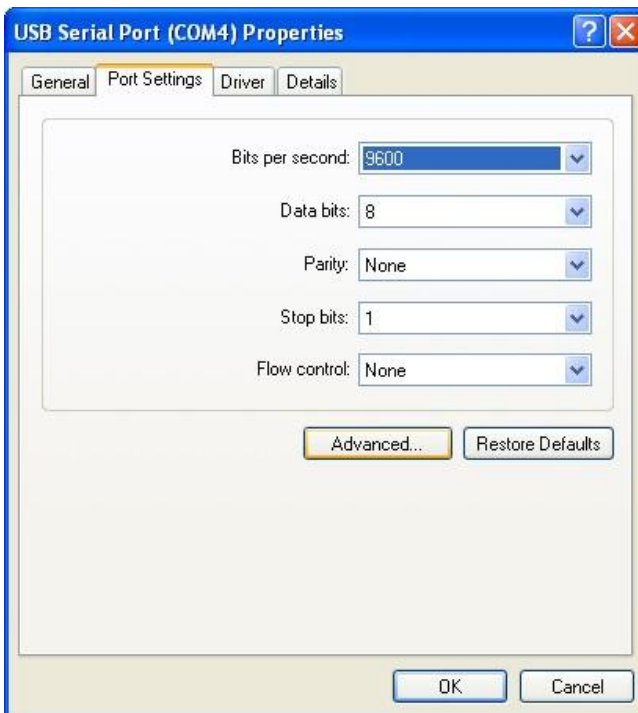 USB Serial Port (COM4) Properties
General Port Settings Driver Details
Bits per second: 9600
Data bits: 8
Parity: None
Stop bits: 1
Flow control: None
Advanced... Restore Defaults
OK Cancel